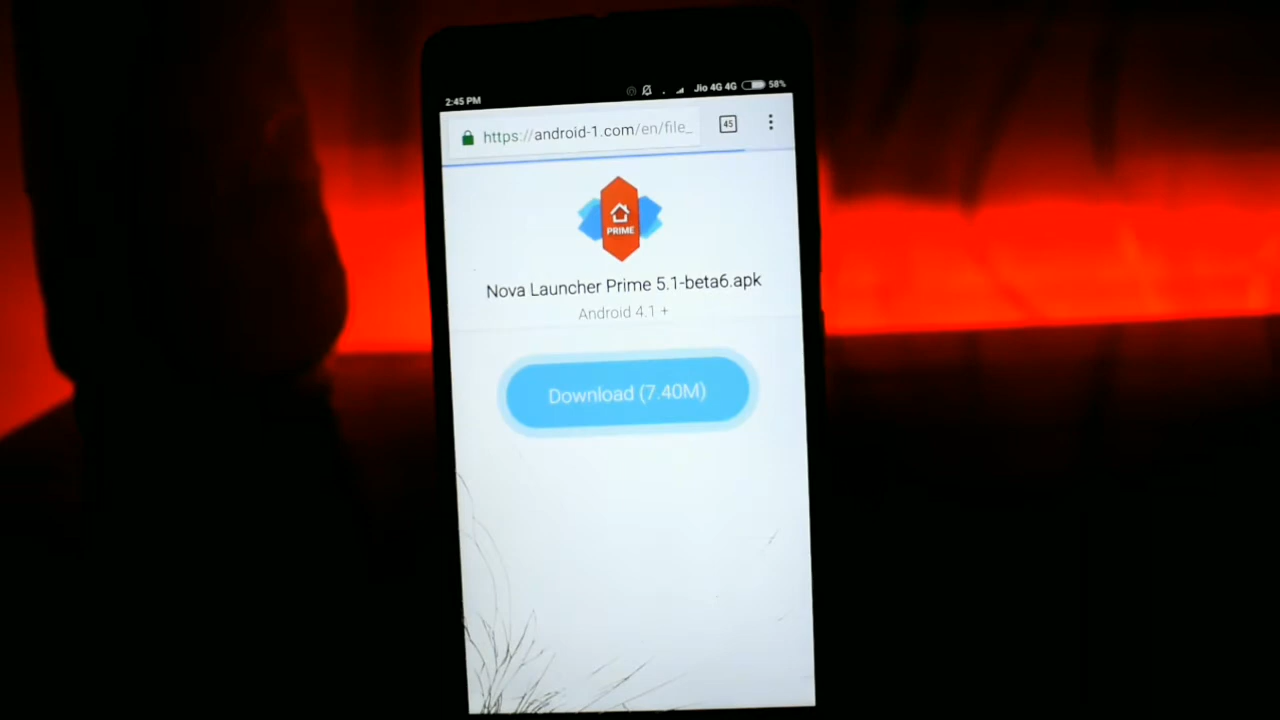 2:45 PM Jio 4G 4G 58%
https://android-1.com/en/file_ 45
PRIME
Nova Launcher Prime 5.1-beta6.apk
Android 4.1 +
Download (7.40M)